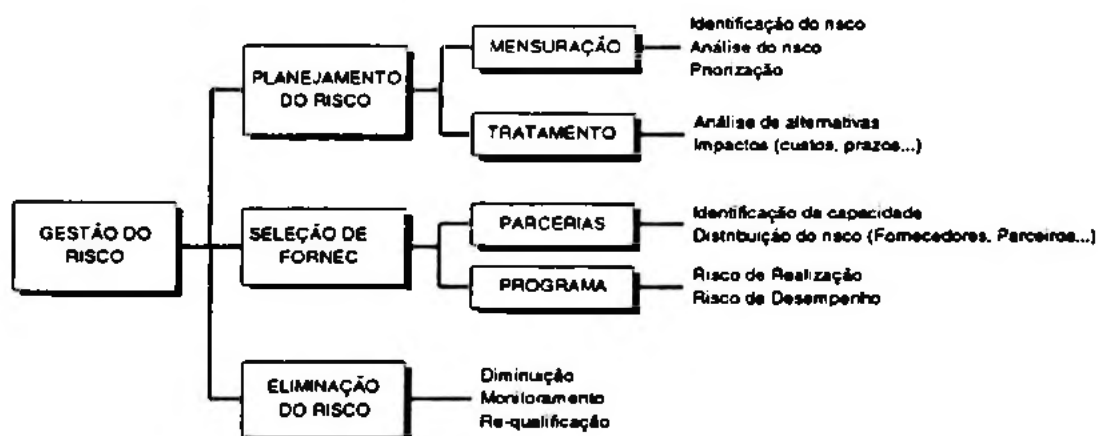 GESTÃO DO
RISCO
PLANEJAMENTO
DO RISCO
MENSURAÇÃO
Identificação do risco
Análise do risco
Priorização
TRATAMENTO
Análise de alternativas
Impactos (custos, prazos...)
SELEÇÃO DE
FORNEC
PARCERIAS
Identificação da capacidade
Distribuição do risco (Fornecedores, Parceiros...)
PROGRAMA
Risco de Realização
Risco de Desempenho
ELIMINAÇÃO
DO RISCO
Diminuição
Monitoramento
Re-qualificação